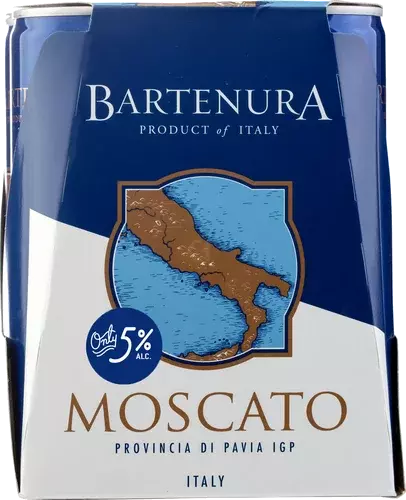 BARTENURA
PRODUCT of ITALY
Only 5% ALC.
MOSCATO
PROVINCIA DI PAVIA IGP
ITALY